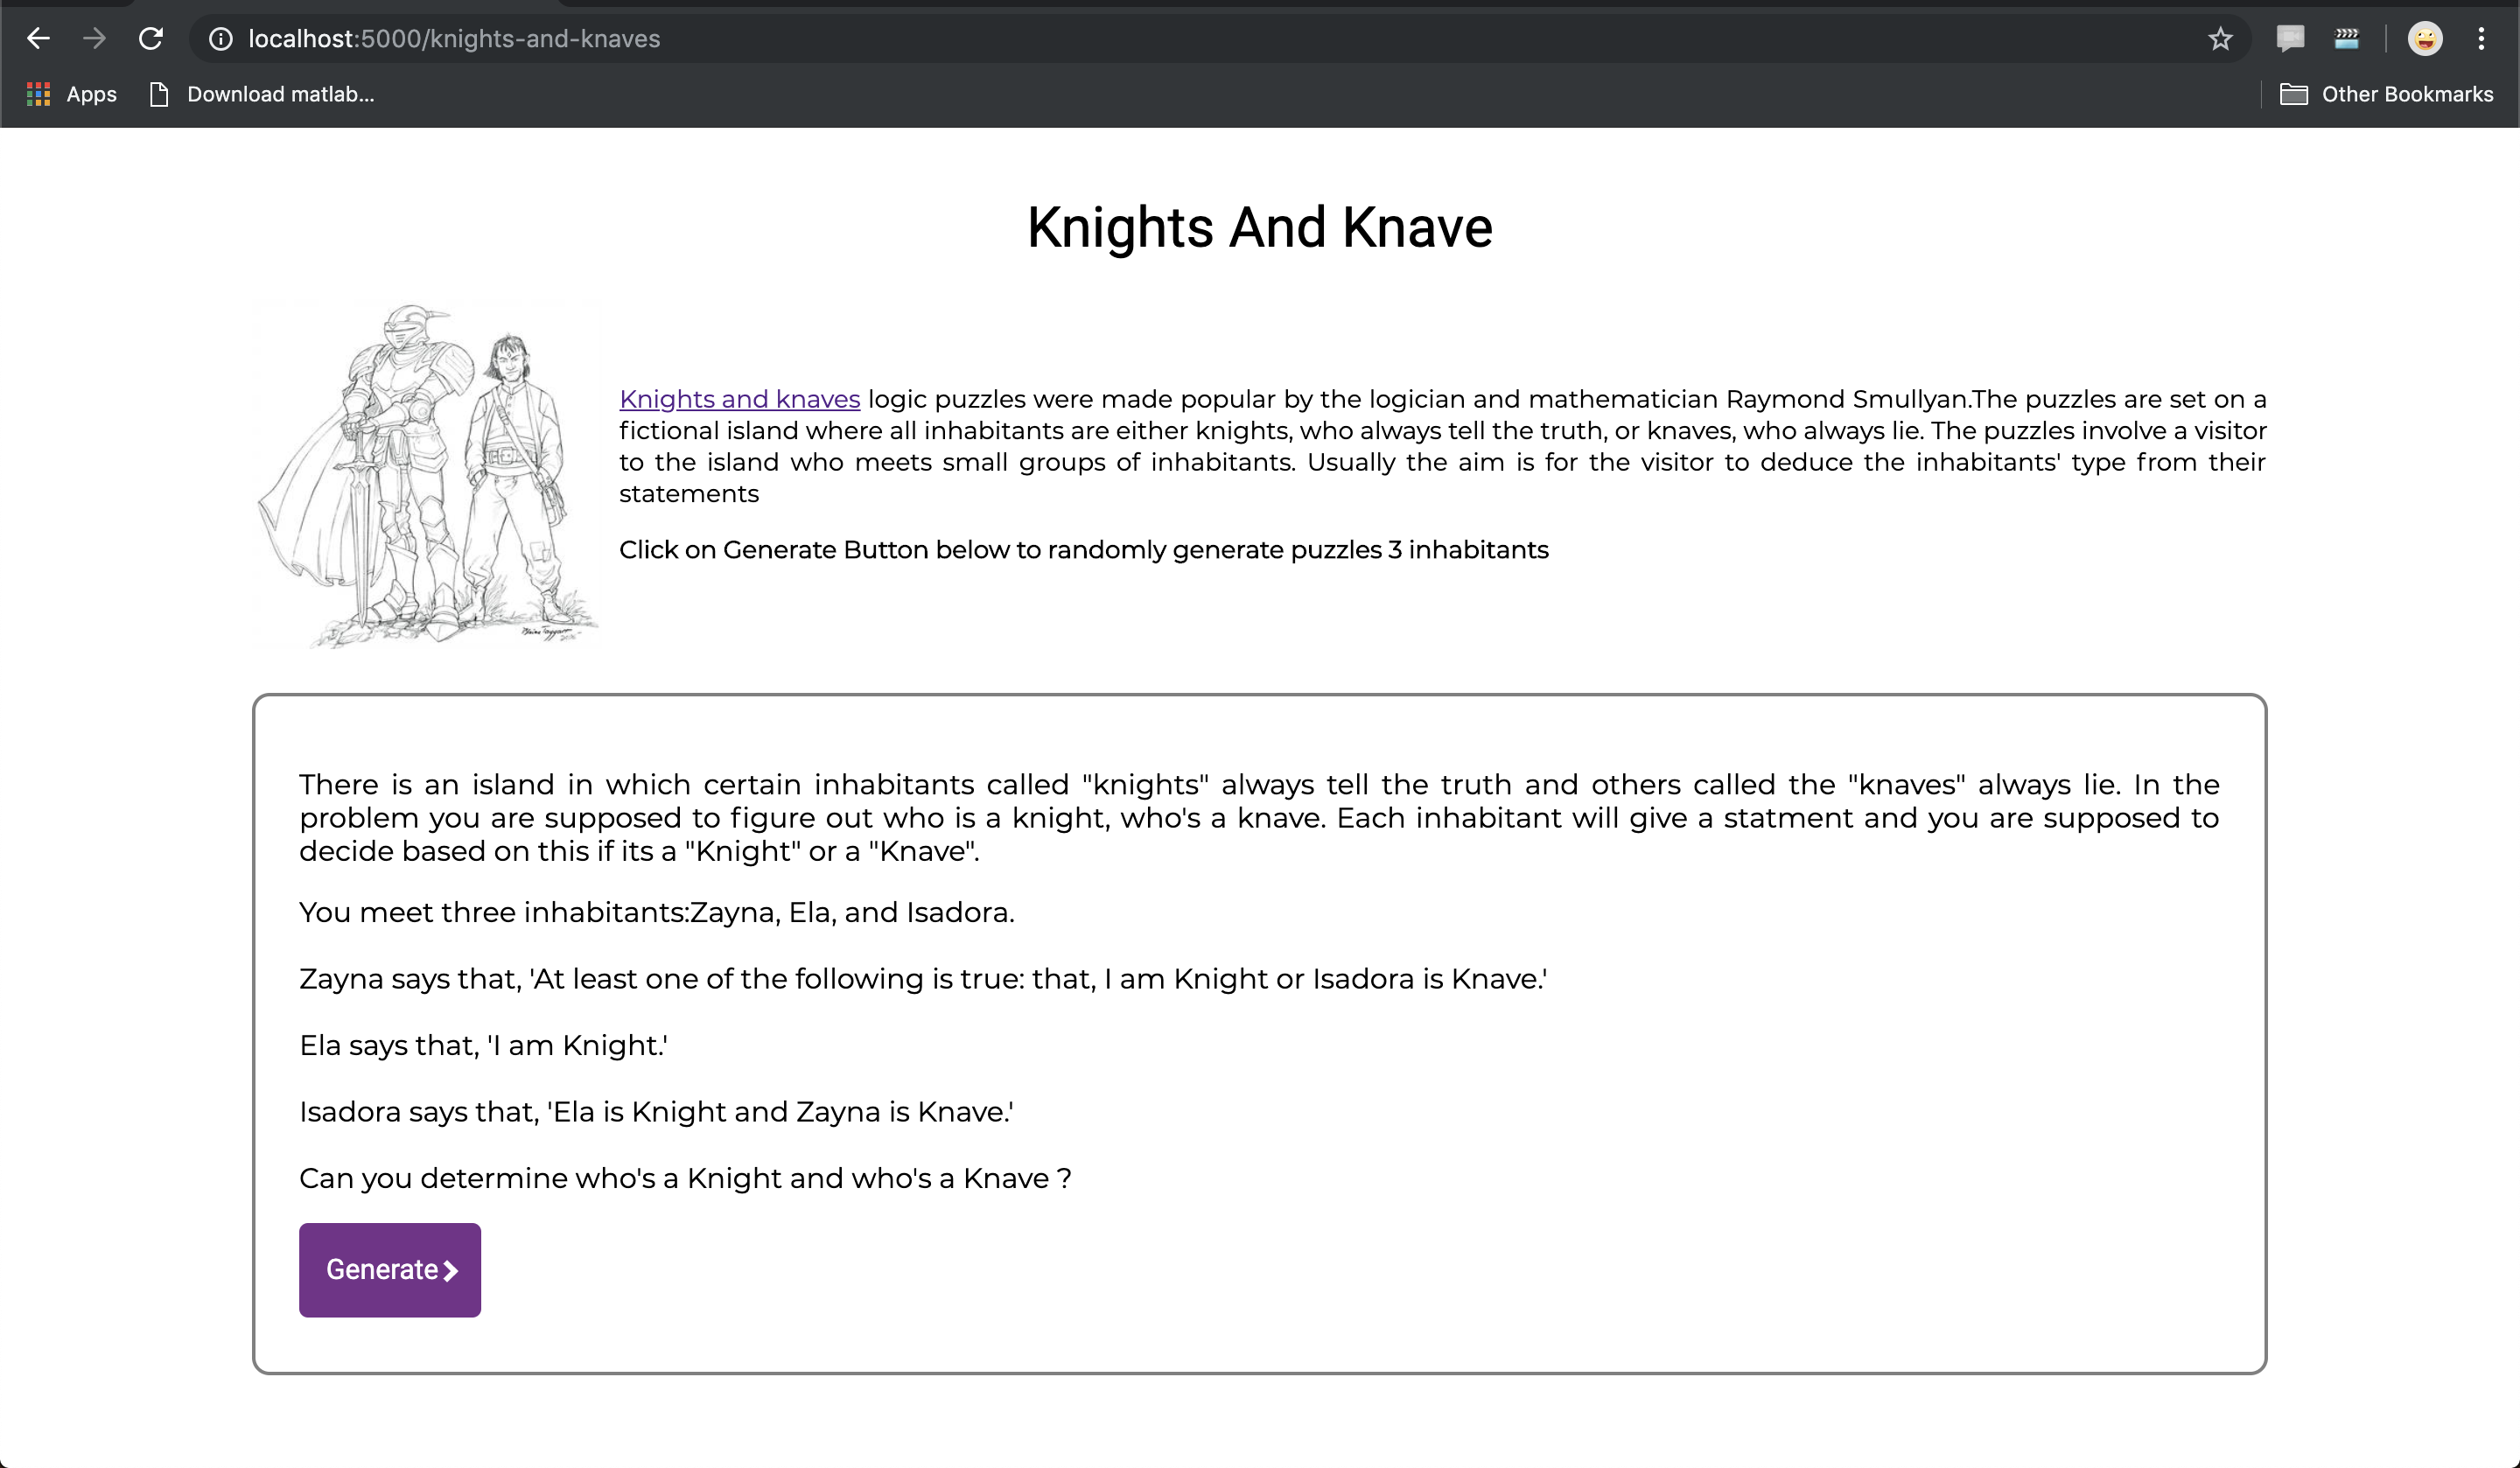 localhost:5000/knights-and-knaves
Apps
Download matlab...
Other Bookmarks
Knights And Knave
Knights and knaves logic puzzles were made popular by the logician and mathematician Raymond Smullyan.The puzzles are set on a
fictional island where all inhabitants are either knights, who always tell the truth, or knaves, who always lie. The puzzles involve a visitor
to the island who meets small groups of inhabitants. Usually the aim is for the visitor to deduce the inhabitants' type from their
statements
Click on Generate Button below to randomly generate puzzles 3 inhabitants
There is an island in which certain inhabitants called "knights" always tell the truth and others called the "knaves" always lie. In the
problem you are supposed to figure out who is a knight, who's a knave. Each inhabitant will give a statment and you are supposed to
decide based on this if its a "Knight" or a "Knave".
You meet three inhabitants:Zayna, Ela, and Isadora.
Zayna says that, 'At least one of the following is true: that, I am Knight or Isadora is Knave.'
Ela says that, 'I am Knight.'
Isadora says that, 'Ela is Knight and Zayna is Knave.'
Can you determine who's a Knight and who's a Knave ?
Generate